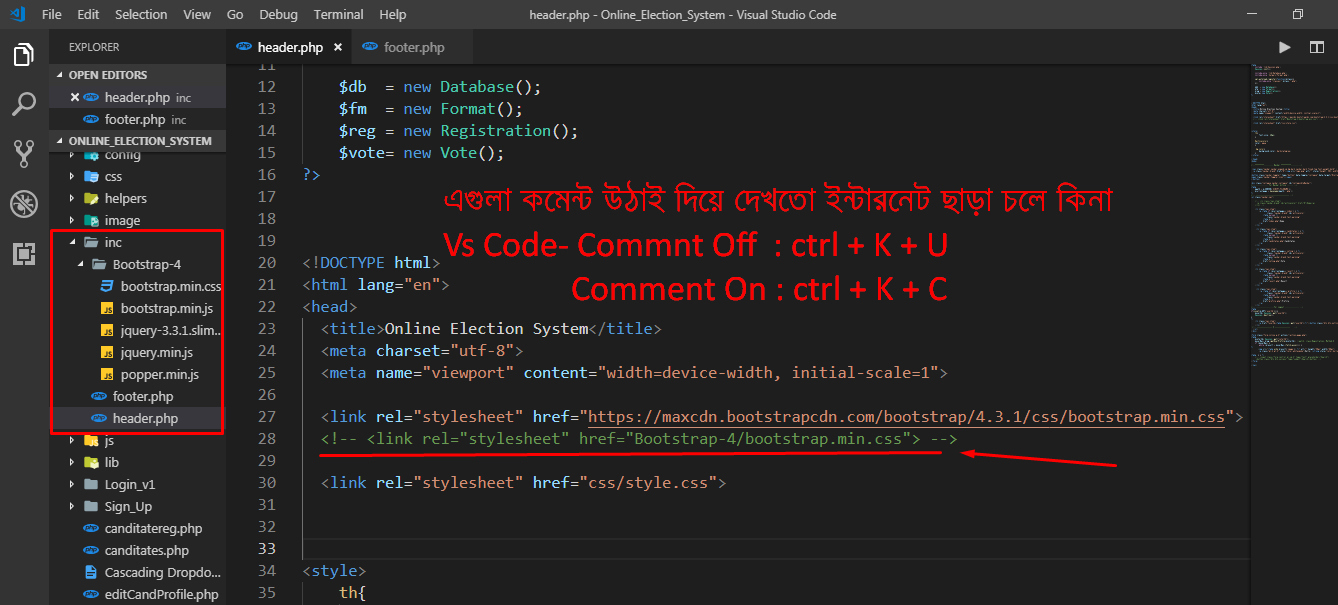 File Edit Selection View Go Debug Terminal Help header.php - Online_Election_System - Visual Studio Code
EXPLORER
OPEN EDITORS
header.php inc
footer.php inc
ONLINE_ELECTION_SYSTEM
config
css
helpers
image
inc
Bootstrap-4
bootstrap.min.css
bootstrap.min.js
jquery-3.3.1.slim...
jquery.min.js
popper.min.js
footer.php
header.php
js
lib
Login_v1
Sign_Up
canditatereg.php
canditates.php
Cascading Dropdo...
editCandProfile.php
header.php footer.php
11
12 $db = new Database();
13 $fm = new Format();
14 $reg = new Registration();
15 $vote= new Vote();
16 ?>
17
18
19
20 <!DOCTYPE html>
21 <html lang="en">
22 <head>
23 <title>Online Election System</title>
24 <meta charset="utf-8">
25 <meta name="viewport" content="width=device-width, initial-scale=1">
26
27 <link rel="stylesheet" href="https://maxcdn.bootstrapcdn.com/bootstrap/4.3.1/css/bootstrap.min.css">
28 <!-- <link rel="stylesheet" href="Bootstrap-4/bootstrap.min.css"> -->
29
30 <link rel="stylesheet" href="css/style.css">
31
32
33
34 <style>
35 th{
এগুলা কমেন্ট উঠাই দিয়ে দেখতো ইন্টারনেট ছাড়া চলে কিনা
Vs Code- Commnt Off : ctrl + K + U
Comment On : ctrl + K + C